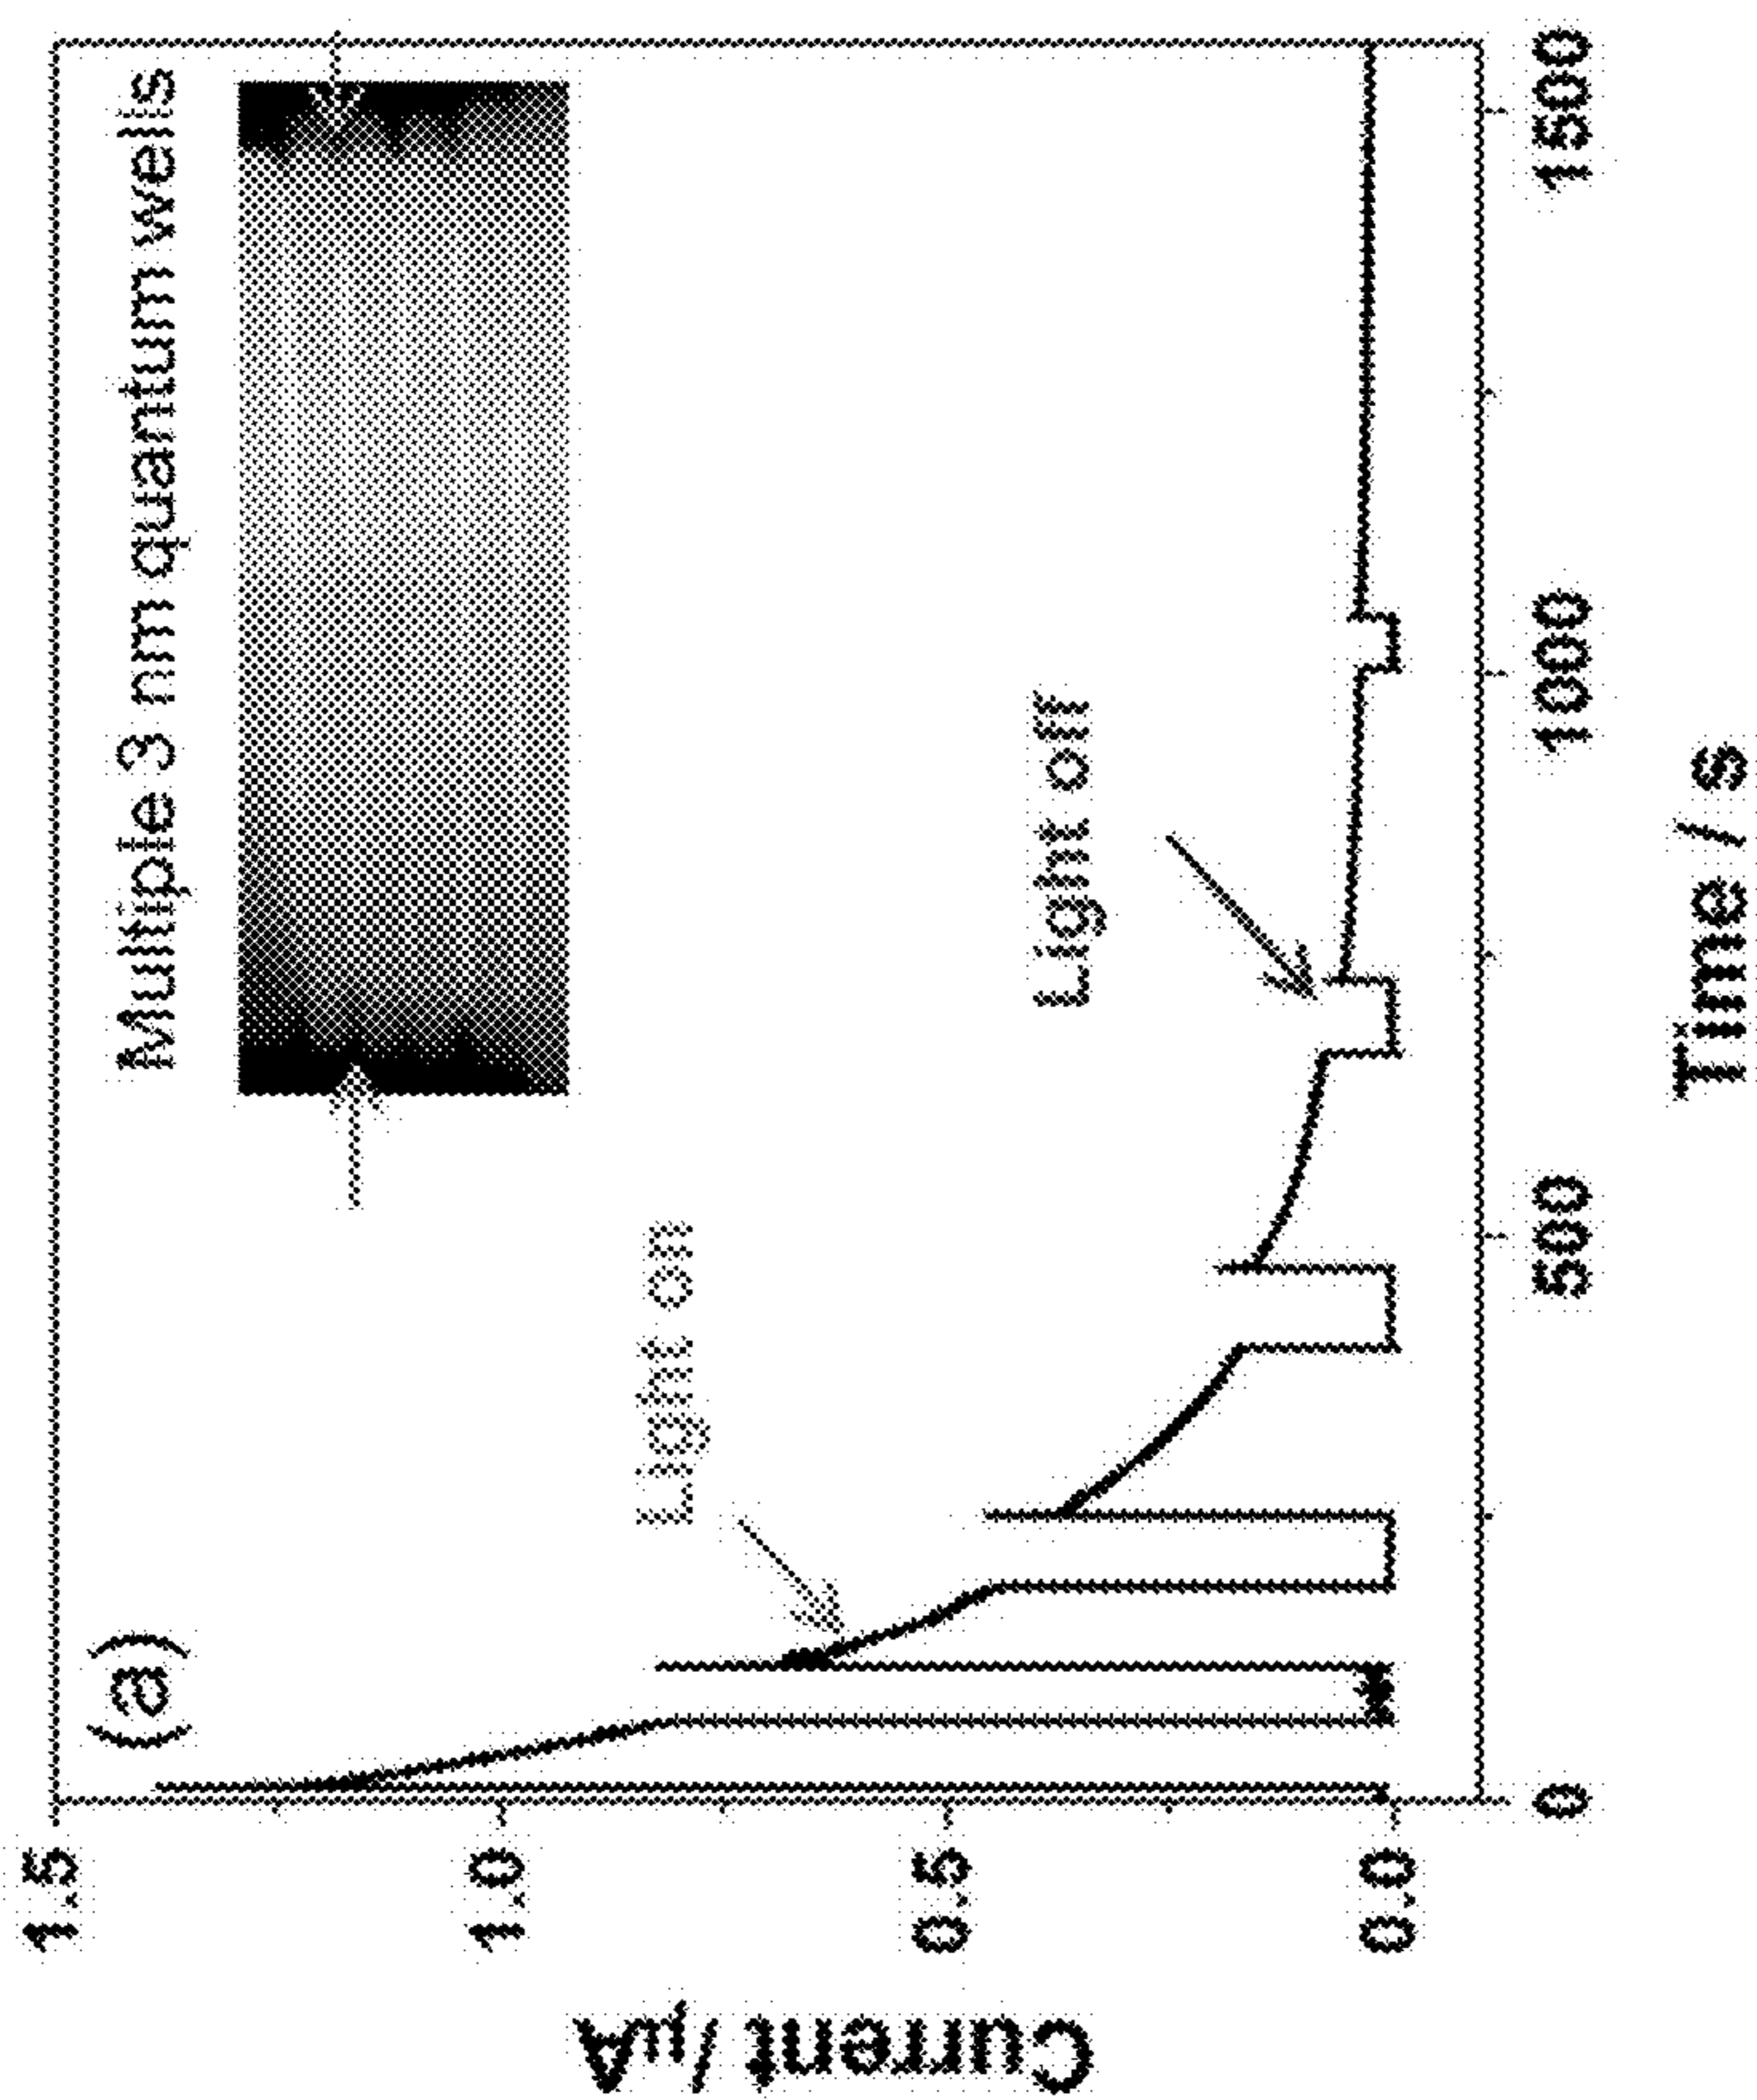 (a)
Multiple 3 nm quantum wells
Light on
Light off
Current / μA
1.5
1.0
0.5
0.0
0
500
1000
1500
Time / s